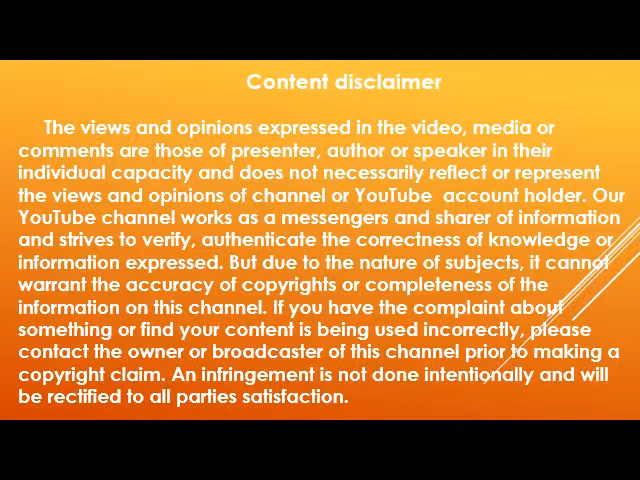 Content disclaimer
The views and opinions expressed in the video, media or
comments are those of presenter, author or speaker in their
individual capacity and does not necessarily reflect or represent
the views and opinions of channel or YouTube account holder. Our
YouTube channel works as a messengers and sharer of information
and strives to verify, authenticate the correctness of knowledge or
information expressed. But due to the nature of subjects, it cannot
warrant the accuracy of copyrights or completeness of the
information on this channel. If you have the complaint about
something or find your content is being used incorrectly, please
contact the owner or broadcaster of this channel prior to making a
copyright claim. An infringement is not done intentionally and will
be rectified to all parties satisfaction.